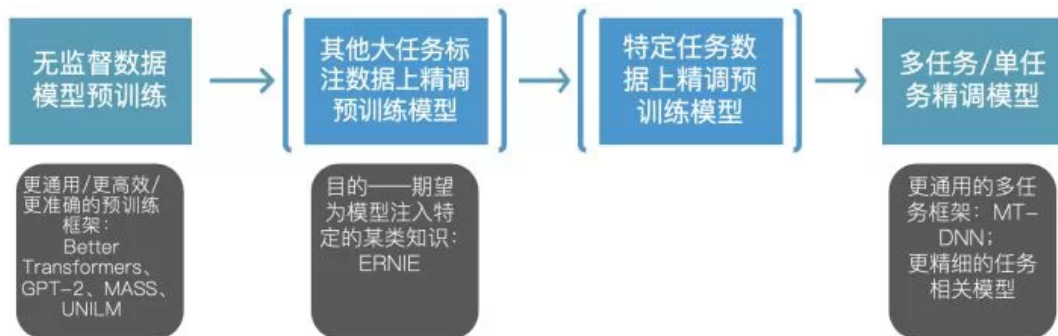 无监督数据
模型预训练
其他大任务标
注数据上精调
预训练模型
特定任务数
据上精调预
训练模型
多任务/单任
务精调模型
更通用/更高效/
更准确的预训练
框架：
Better
Transformers、
GPT-2、MASS、
UNILM
目的——期望
为模型注入特
定的某类知识：
ERNIE
更通用的多任
务框架：MT-
DNN；
更精细的任务
相关模型